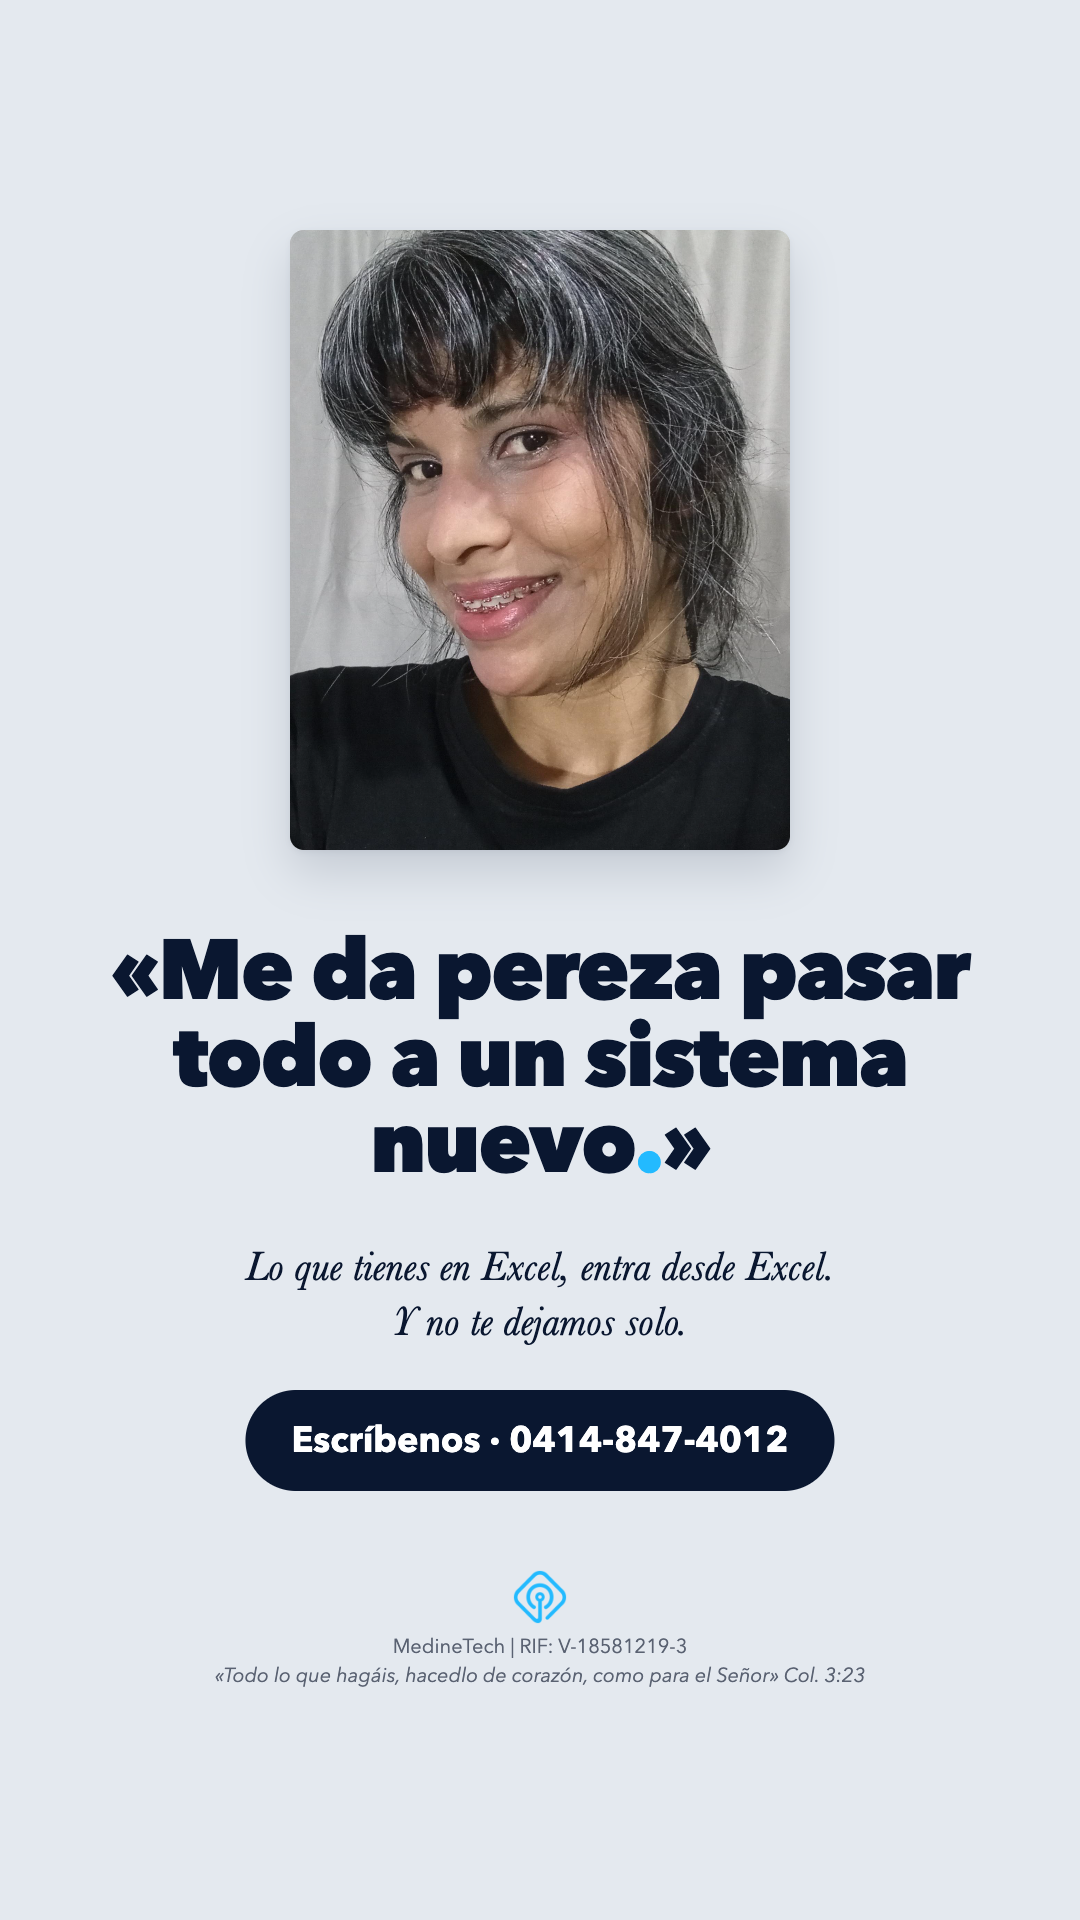 «Me da pereza pasar
todo a un sistema
nuevo.»
Lo que tienes en Excel, entra desde Excel.
Y no te dejamos solo.
Escríbenos · 0414-847-4012
MedineTech | RIF: V-18581219-3
«Todo lo que hagáis, hacedlo de corazón, como para el Señor» Col. 3:23